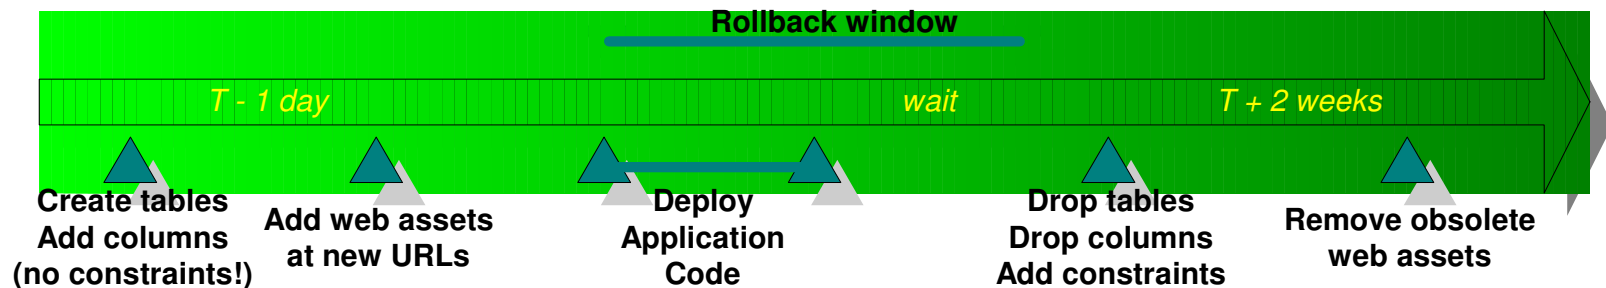 Rollback window
T - 1 day
wait
T + 2 weeks
Create tables
Add columns
(no constraints!)
Add web assets
at new URLs
Deploy
Application
Code
Drop tables
Drop columns
Add constraints
Remove obsolete
web assets